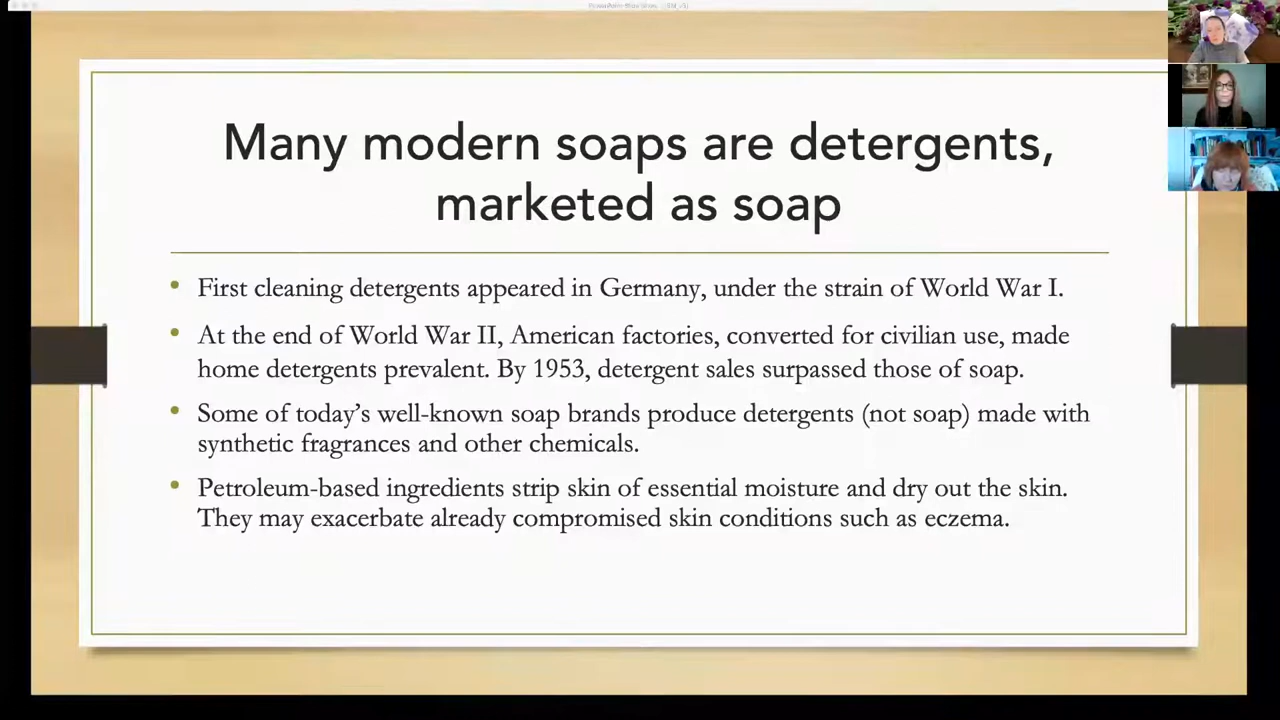 Many modern soaps are detergents,
marketed as soap
• First cleaning detergents appeared in Germany, under the strain of World War I.
• At the end of World War II, American factories, converted for civilian use, made
home detergents prevalent. By 1953, detergent sales surpassed those of soap.
• Some of today’s well-known soap brands produce detergents (not soap) made with
synthetic fragrances and other chemicals.
• Petroleum-based ingredients strip skin of essential moisture and dry out the skin.
They may exacerbate already compromised skin conditions such as eczema.